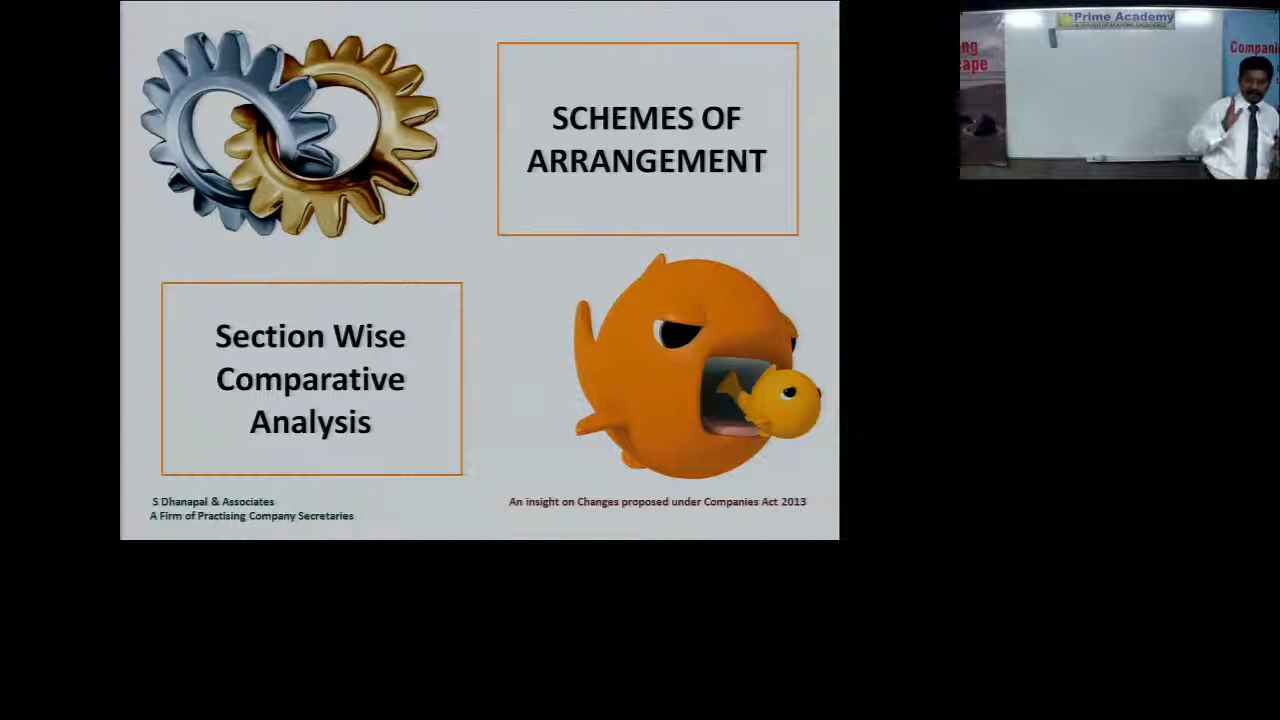 SCHEMES OF
ARRANGEMENT
Section Wise
Comparative
Analysis
S Dhanapal & Associates
A Firm of Practising Company Secretaries
An insight on Changes proposed under Companies Act 2013
Prime Academy